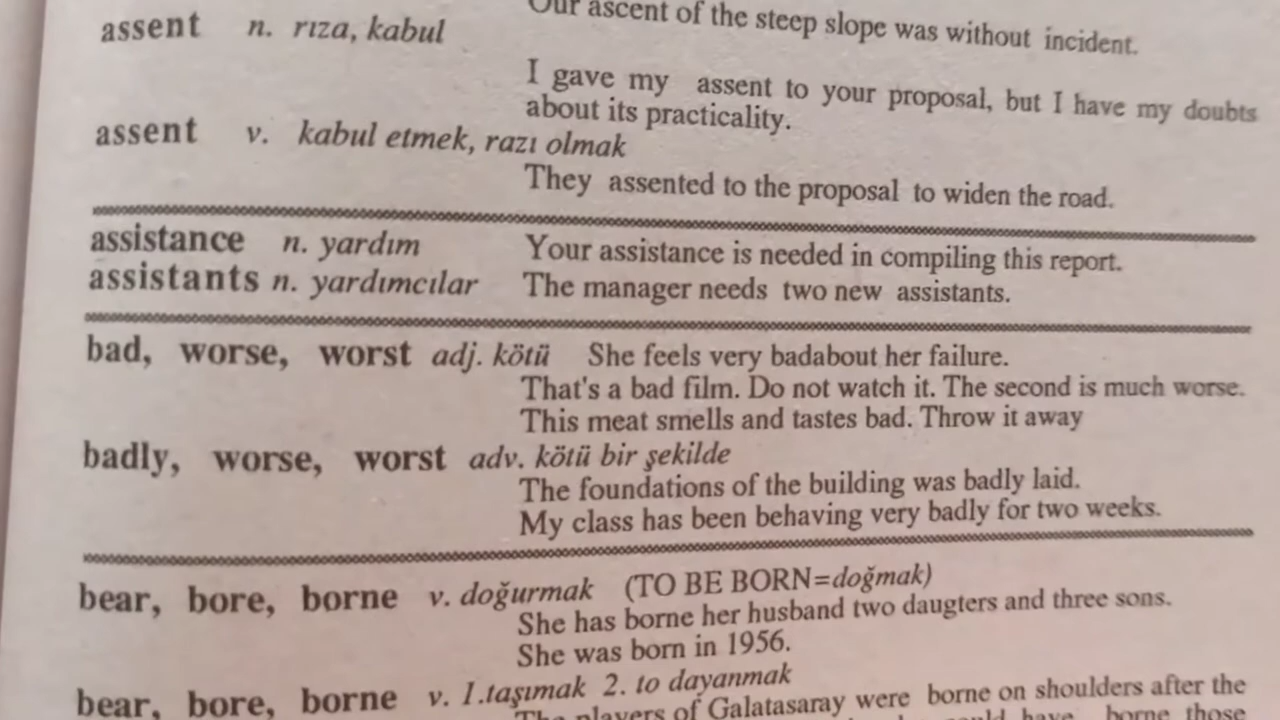 Our ascent of the steep slope was without incident.
assent n. rıza, kabul
I gave my assent to your proposal, but I have my doubts
about its practicality.
assent v. kabul etmek, razı olmak
They assented to the proposal to widen the road.
assistance n. yardım Your assistance is needed in compiling this report.
assistants n. yardımcılar The manager needs two new assistants.
bad, worse, worst adj. kötü She feels very badabout her failure.
That's a bad film. Do not watch it. The second is much worse.
This meat smells and tastes bad. Throw it away
badly, worse, worst adv. kötü bir şekilde
The foundations of the building was badly laid.
My class has been behaving very badly for two weeks.
bear, bore, borne v. doğurmak (TO BE BORN=doğmak)
She has borne her husband two daugters and three sons.
She was born in 1956.
bear, bore, borne v. 1.taşımak 2. to dayanmak
The players of Galatasaray were borne on shoulders after the
have borne those